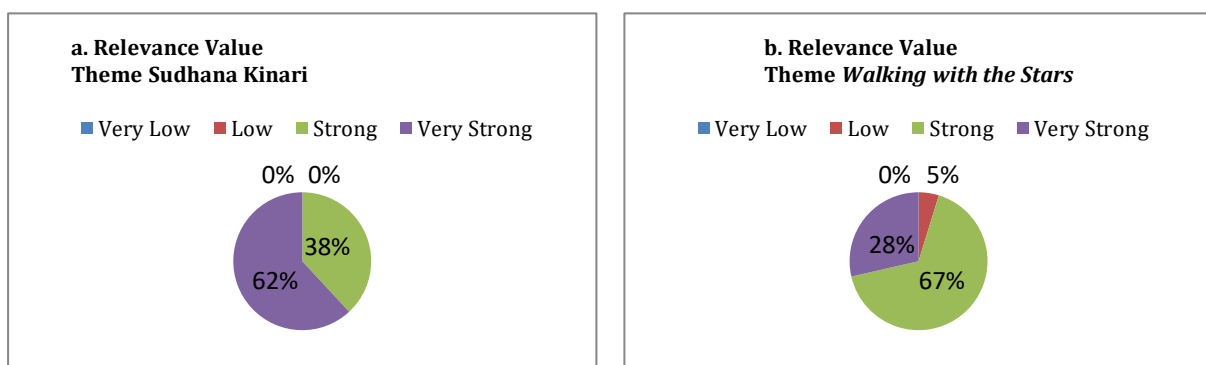 a. Relevance Value
Theme Sudhana Kinari
Very Low Low Strong Very Strong
0% 0%
38%
62%
b. Relevance Value
Theme Walking with the Stars
Very Low Low Strong Very Strong
0% 5%
28%
67%